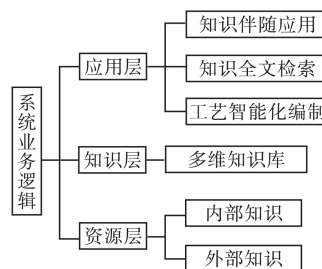 系统业务逻辑
应用层
知识伴随应用
知识全文检索
工艺智能化编制
知识层
多维知识库
资源层
内部知识
外部知识